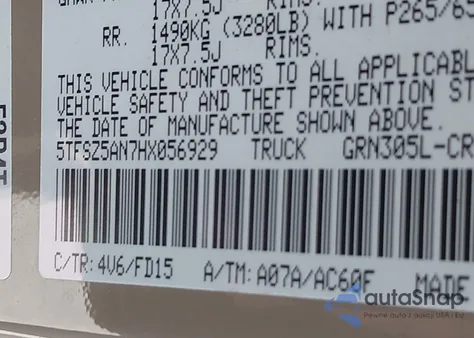 17X7.5J RIMS.
RR. 1490KG (3280LB) WITH P265/65
17X7.5J RIMS.
THIS VEHICLE CONFORMS TO ALL APPLICABL
VEHICLE SAFETY AND THEFT PREVENTION ST
THE DATE OF MANUFACTURE SHOWN ABOVE.
5TFSZ5AN7HX056929 TRUCK GRN305L-CR
C/TR: 4V6/FD15 A/TM: A07A/AC60F MADE
autoSnap